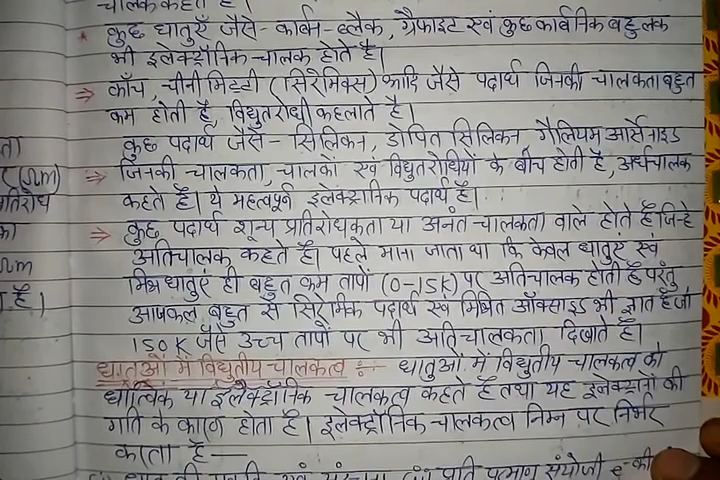 चालक कहते है।
* कुछ धातुएँ जैसे - कार्बन-ब्लैक, ग्रेफाइट एवं कुछ कार्बनिक बहुलक
भी इलेक्ट्रॉनिक चालक होते है।
⇒ काँच, चीनी मिट्टी (सिरेमिक्स) आदि जैसे पदार्थ जिनकी चालकता बहुत
कम होती है, विद्युतरोधी कहलाते है।
कुछ पदार्थ जैसे - सिलिकन, डोपित सिलिकन गैलियम आर्सेनाइड
⇒ जिनकी चालकता, चालकों एवं विद्युतरोधियों के बीच होती है, अर्धचालक
कहते है। ये महत्वपूर्ण इलेक्ट्रानिक पदार्थ है।
⇒ कुछ पदार्थ शून्य प्रतिरोधकता या अनंत चालकता वाले होते है जिन्हे
अतिचालक कहते है। पहले माना जाता था कि केवल धातुएं एवं
मिश्र धातुएं ही बहुत कम तापों (0-15K) पर अतिचालक होती है परंतु
आजकल बहुत से सिरेमिक पदार्थ एवं मिश्रित ऑक्साइड भी ज्ञात है जो
150K जैसे उच्च तापों पर भी अतिचालकता दिखाते है।
धातुओं में विद्युतीय चालकत्व ÷- धातुओं में विद्युतीय चालकत्व को
धात्विक या इलेक्ट्रॉनिक चालकत्व कहते है तथा यह इलेक्ट्रानों की
गति के कारण होता है। इलेक्ट्रॉनिक चालकत्व निम्न पर निर्भर
करता है —
ता
(Ωm)
का
Ωm
है।